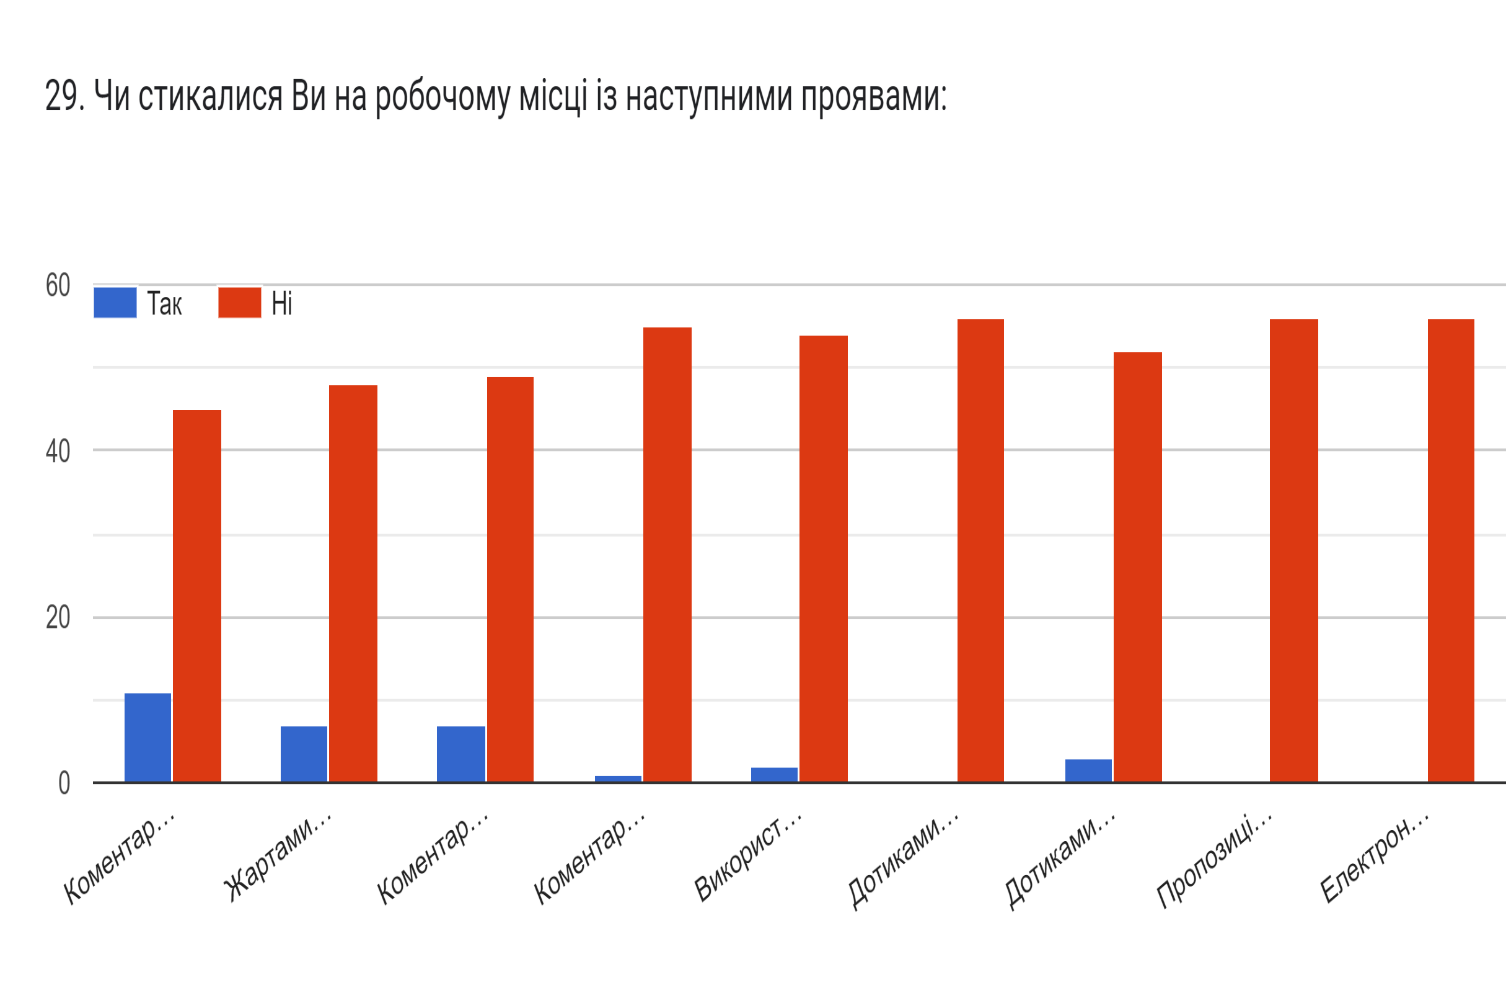 29. Чи стикалися Ви на робочому місці із наступними проявами:
60
Так Ні
40
20
0
Коментар…
Жартами…
Коментар…
Коментар…
Використ…
Дотиками…
Дотиками…
Пропозиці…
Електрон…